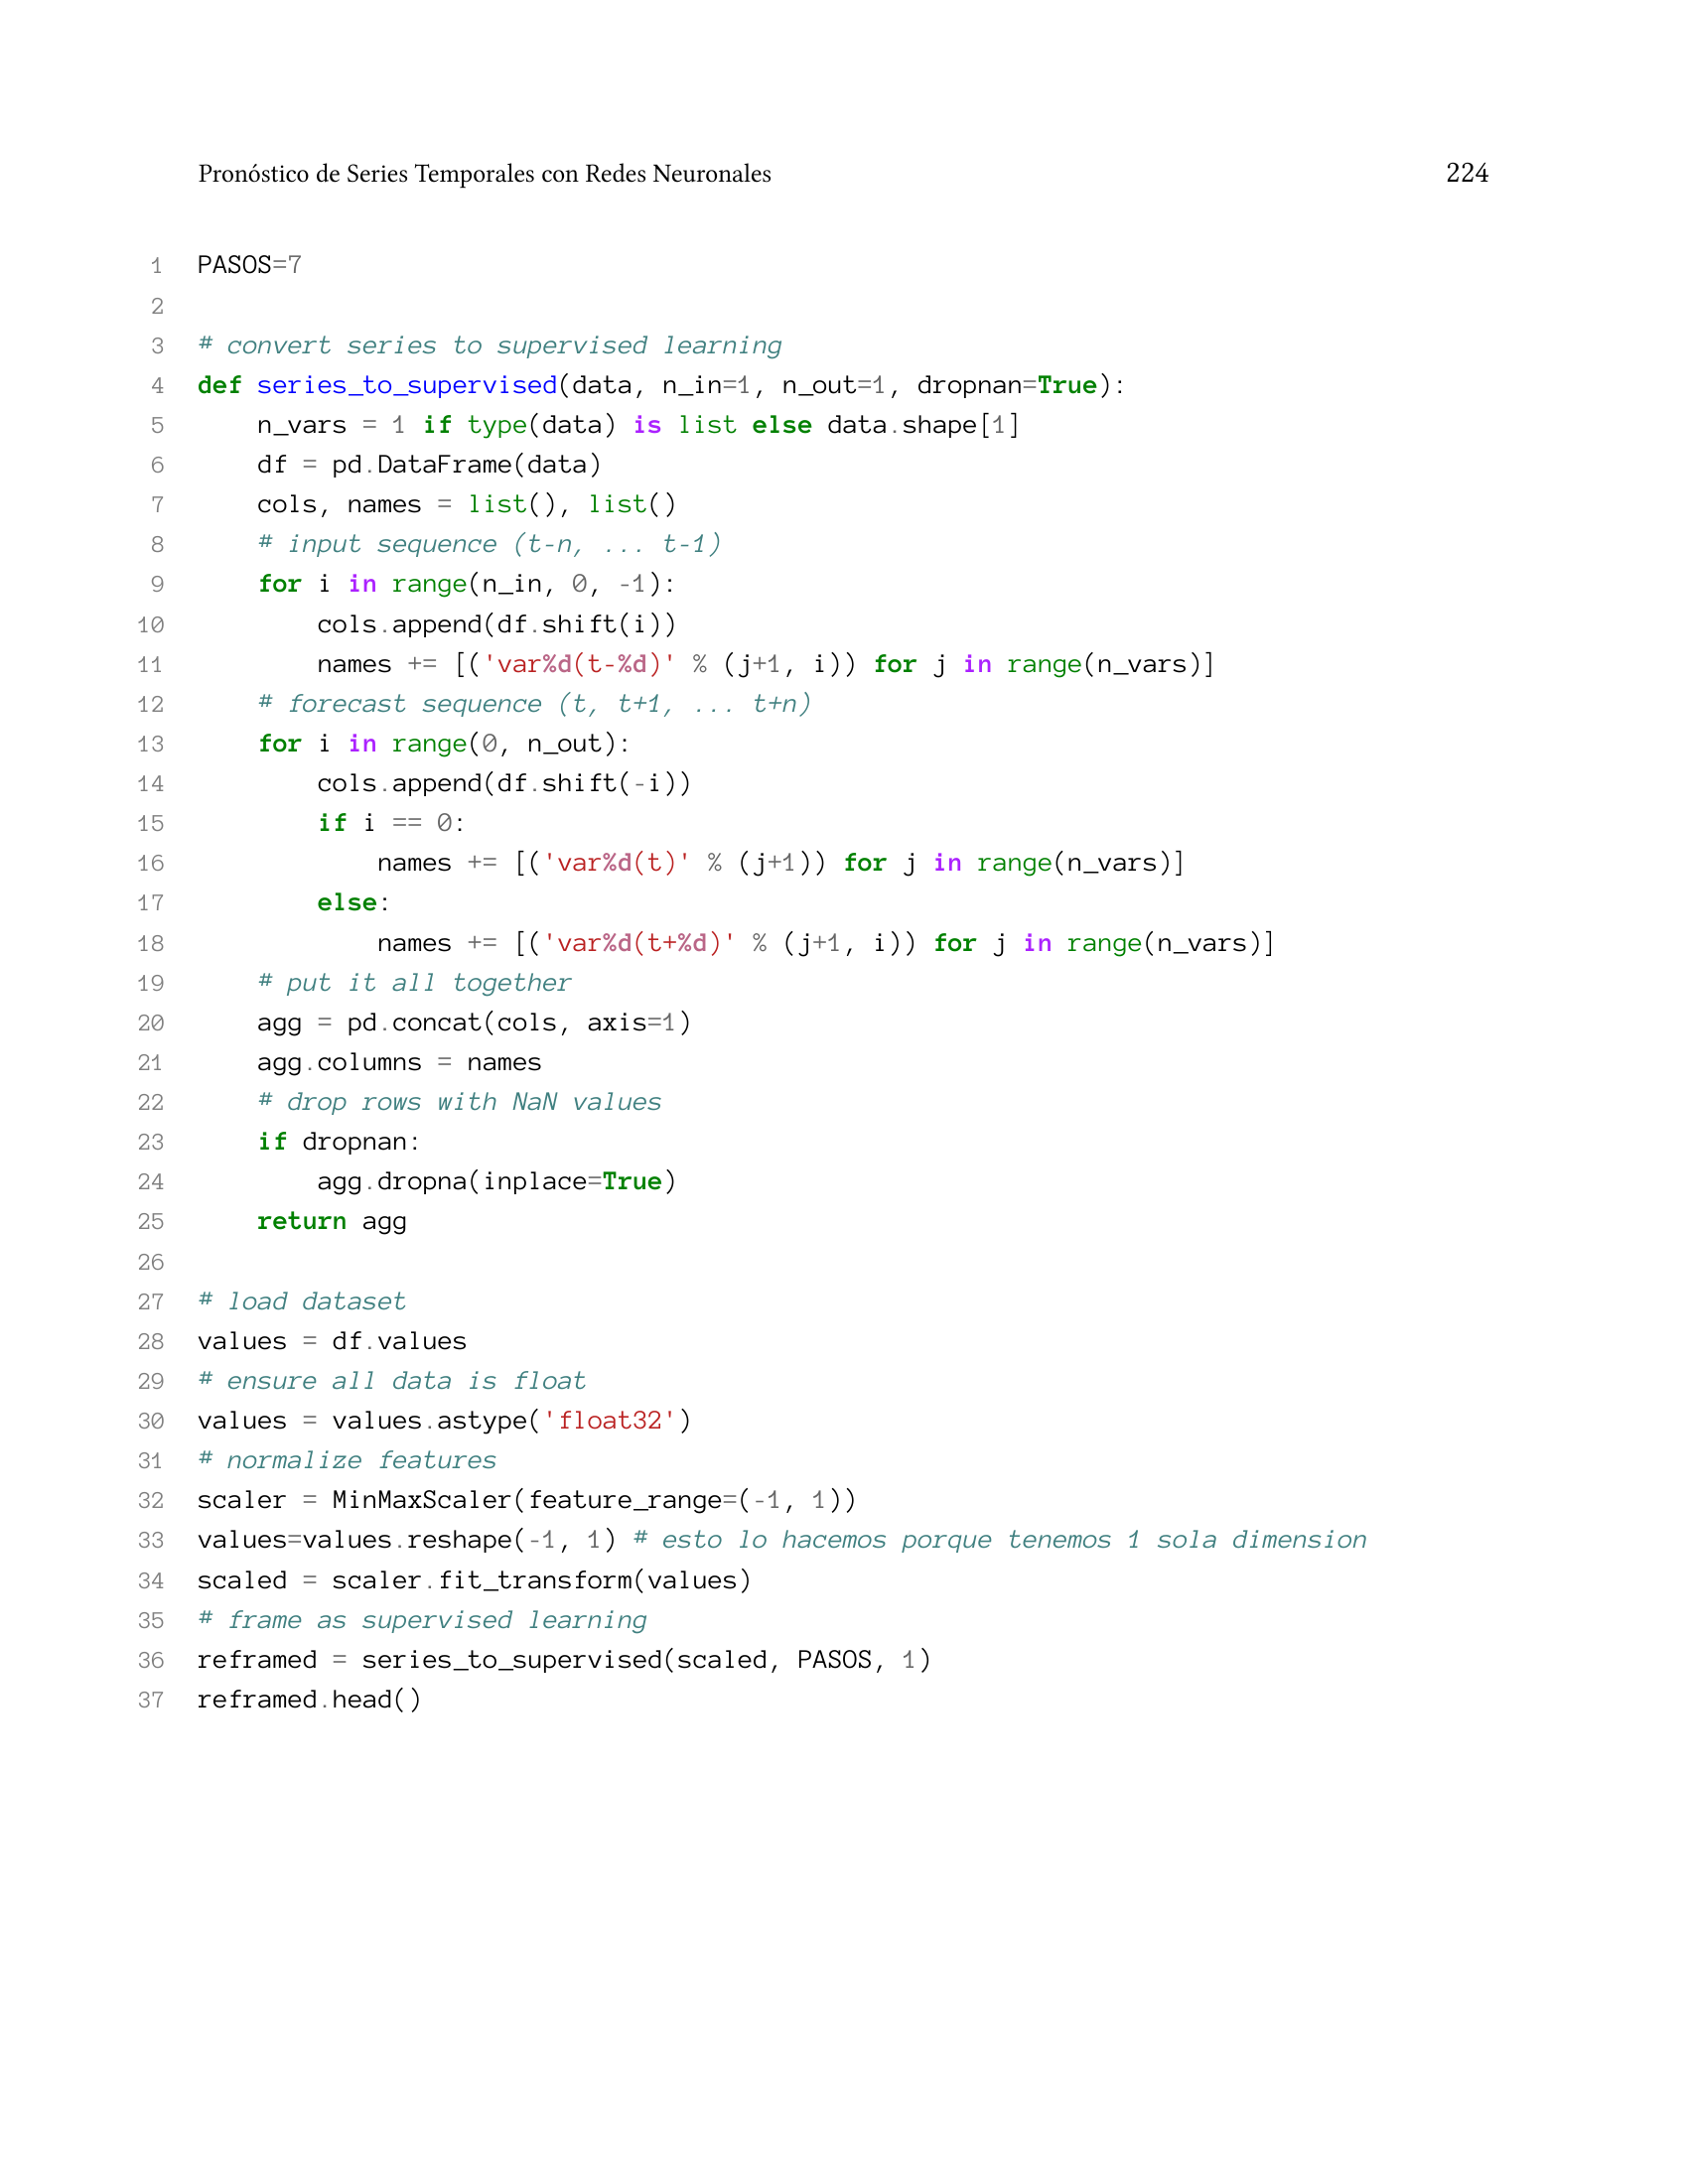 Pronóstico de Series Temporales con Redes Neuronales 224
1 PASOS=7
2
3 # convert series to supervised learning
4 def series_to_supervised(data, n_in=1, n_out=1, dropnan=True):
5     n_vars = 1 if type(data) is list else data.shape[1]
6     df = pd.DataFrame(data)
7     cols, names = list(), list()
8     # input sequence (t-n, ... t-1)
9     for i in range(n_in, 0, -1):
10         cols.append(df.shift(i))
11         names += [('var%d(t-%d)' % (j+1, i)) for j in range(n_vars)]
12     # forecast sequence (t, t+1, ... t+n)
13     for i in range(0, n_out):
14         cols.append(df.shift(-i))
15         if i == 0:
16             names += [('var%d(t)' % (j+1)) for j in range(n_vars)]
17         else:
18             names += [('var%d(t+%d)' % (j+1, i)) for j in range(n_vars)]
19     # put it all together
20     agg = pd.concat(cols, axis=1)
21     agg.columns = names
22     # drop rows with NaN values
23     if dropnan:
24         agg.dropna(inplace=True)
25     return agg
26
27 # load dataset
28 values = df.values
29 # ensure all data is float
30 values = values.astype('float32')
31 # normalize features
32 scaler = MinMaxScaler(feature_range=(-1, 1))
33 values=values.reshape(-1, 1) # esto lo hacemos porque tenemos 1 sola dimension
34 scaled = scaler.fit_transform(values)
35 # frame as supervised learning
36 reframed = series_to_supervised(scaled, PASOS, 1)
37 reframed.head()